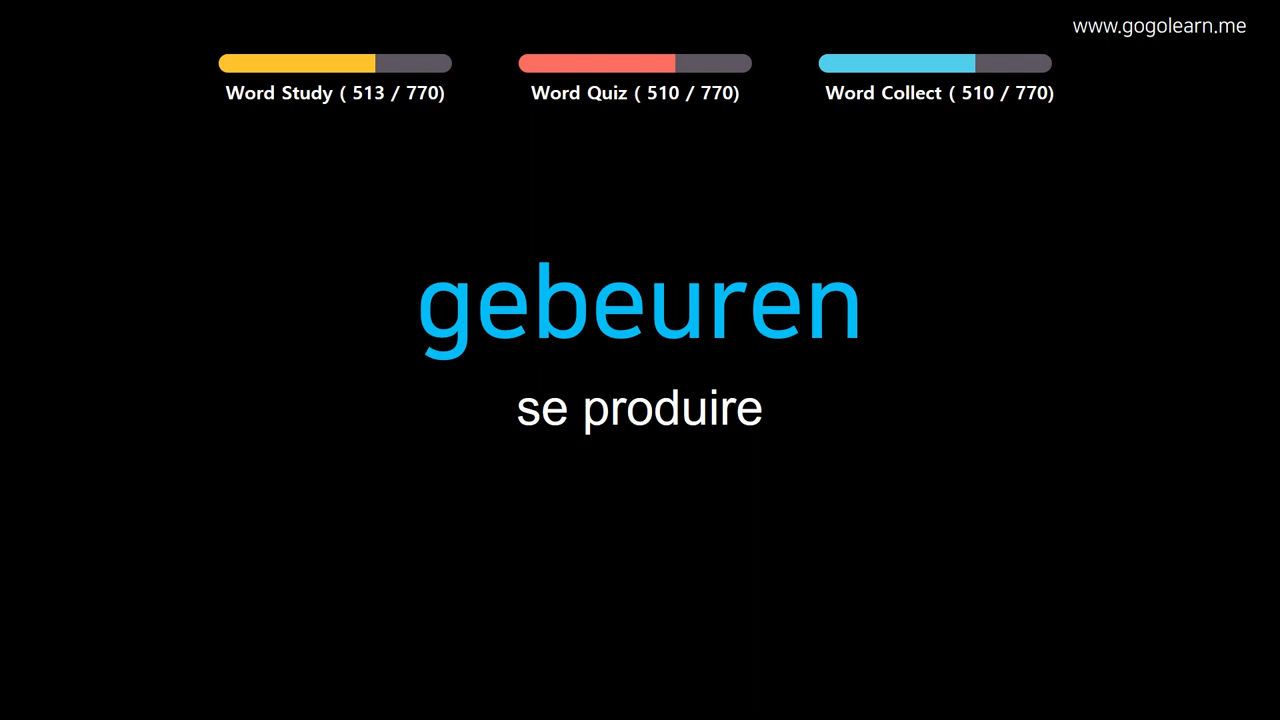 www.gogolearn.me
Word Study ( 513 / 770)
Word Quiz ( 510 / 770)
Word Collect ( 510 / 770)
gebeuren
se produire